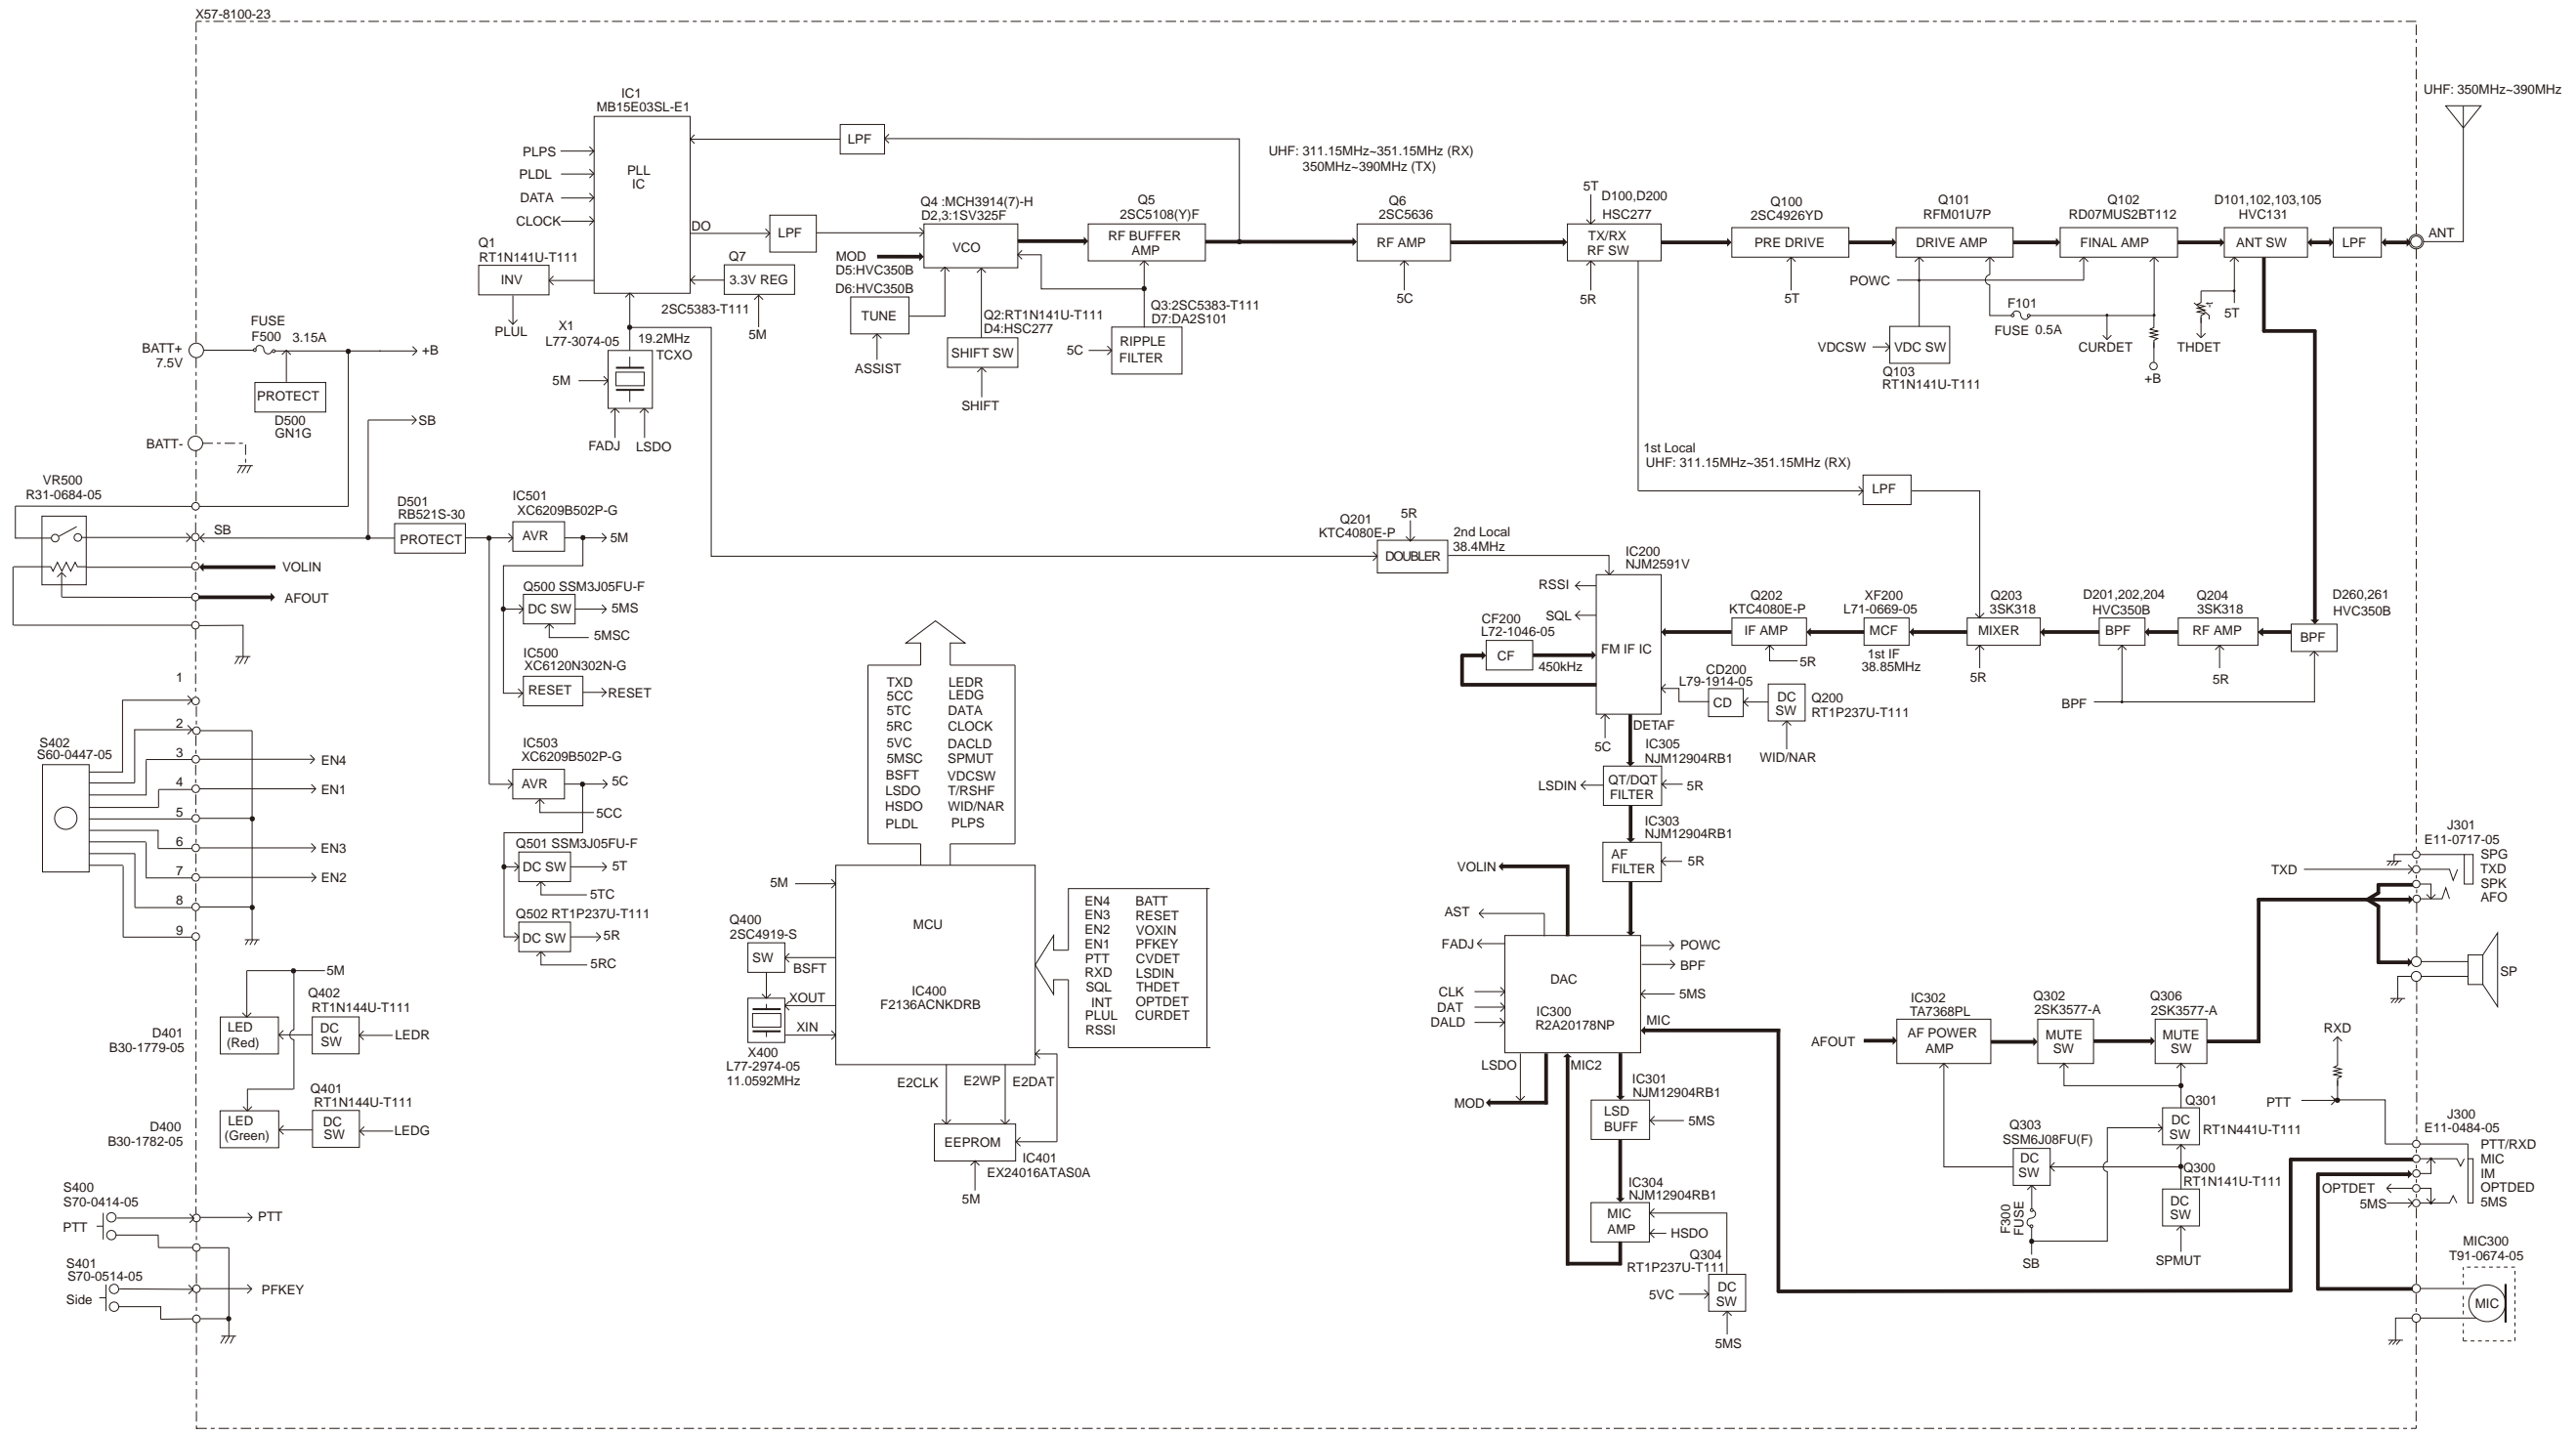 X57-8100-23
IC1
MB15E03SL-E1
PLL
IC
PLPS
PLDL
DATA
CLOCK
DO
LPF
LPF
Q1
RT1N141U-T111
INV
PLUL
Q7
3.3V REG
2SC5383-T111
5M
X1
L77-3074-05
19.2MHz
TCXO
5M
FADJ
LSDO
Q4 :MCH3914(7)-H
D2,3:1SV325F
VCO
MOD
D5:HVC350B
D6:HVC350B
TUNE
ASSIST
Q2:RT1N141U-T111
D4:HSC277
SHIFT SW
SHIFT
Q5
2SC5108(Y)F
RF BUFFER
AMP
Q3:2SC5383-T111
D7:DA2S101
RIPPLE
FILTER
5C
UHF: 311.15MHz~351.15MHz (RX)
350MHz~390MHz (TX)
Q6
2SC5636
RF AMP
5C
5T
D100,D200
HSC277
TX/RX
RF SW
5R
Q100
2SC4926YD
PRE DRIVE
5T
Q101
RFM01U7P
DRIVE AMP
POWC
VDCSW
VDC SW
Q103
RT1N141U-T111
Q102
RD07MUS2BT112
FINAL AMP
F101
FUSE 0.5A
CURDET
+B
D101,102,103,105
HVC131
ANT SW
THDET
5T
LPF
ANT
UHF: 350MHz~390MHz
BATT+
7.5V
FUSE
F500
3.15A
PROTECT
D500
GN1G
+B
SB
BATT-
VR500
R31-0684-05
SB
VOLIN
AFOUT
D501
RB521S-30
PROTECT
IC501
XC6209B502P-G
AVR
5M
Q500 SSM3J05FU-F
DC SW
5MS
5MSC
IC500
XC6120N302N-G
RESET
RESET
IC503
XC6209B502P-G
AVR
5C
5CC
Q501 SSM3J05FU-F
DC SW
5T
5TC
Q502 RT1P237U-T111
DC SW
5R
5RC
S402
S60-0447-05
1
2
3
4
5
6
7
8
9
EN4
EN1
EN3
EN2
5M
Q402
RT1N144U-T111
LED
(Red)
DC
SW
LEDR
D401
B30-1779-05
Q401
RT1N144U-T111
LED
(Green)
DC
SW
LEDG
D400
B30-1782-05
S400
S70-0414-05
PTT
PTT
S401
S70-0514-05
Side
PFKEY
TXD LEDR
5CC LEDG
5TC DATA
5RC CLOCK
5VC DACLD
5MSC SPMUT
BSFT VDCSW
LSDO T/RSHF
HSDO WID/NAR
PLDL PLPS
5M
MCU
IC400
F2136ACNKDRB
Q400
2SC4919-S
SW
BSFT
XOUT
XIN
X400
L77-2974-05
11.0592MHz
EN4 BATT
EN3 RESET
EN2 VOXIN
EN1 PFKEY
PTT CVDET
RXD LSDIN
SQL THDET
INT OPTDET
PLUL CURDET
RSSI
E2CLK
E2WP
E2DAT
EEPROM
IC401
EX24016ATAS0A
5M
1st Local
UHF: 311.15MHz~351.15MHz (RX)
LPF
Q201
KTC4080E-P
5R
DOUBLER
2nd Local
38.4MHz
IC200
NJM2591V
FM IF IC
RSSI
SQL
CF200
L72-1046-05
CF
450kHz
5C
DETAF
Q202
KTC4080E-P
IF AMP
5R
XF200
L71-0669-05
MCF
1st IF
38.85MHz
Q203
3SK318
MIXER
5R
D201,202,204
HVC350B
BPF
Q204
3SK318
RF AMP
5R
D260,261
HVC350B
BPF
BPF
CD200
L79-1914-05
CD
DC
SW
Q200
RT1P237U-T111
WID/NAR
IC305
NJM12904RB1
QT/DQT
FILTER
LSDIN
5R
IC303
NJM12904RB1
AF
FILTER
5R
VOLIN
AST
FADJ
DAC
IC300
R2A20178NP
POWC
BPF
5MS
MIC
CLK
DAT
DALD
LSDO
MOD
MIC2
IC301
NJM12904RB1
LSD
BUFF
5MS
IC304
NJM12904RB1
MIC
AMP
HSDO
Q304
RT1P237U-T111
5VC
DC
SW
5MS
AFOUT
IC302
TA7368PL
AF POWER
AMP
Q302
2SK3577-A
MUTE
SW
Q306
2SK3577-A
MUTE
SW
Q301
DC
SW
RT1N441U-T111
Q303
SSM6J08FU(F)
DC
SW
F300
FUSE
SB
Q300
RT1N141U-T111
DC
SW
SPMUT
J301
E11-0717-05
SPG
TXD
TXD
SPK
AFO
SP
RXD
PTT
J300
E11-0484-05
PTT/RXD
MIC
IM
OPTDET
OPTDED
5MS
5MS
MIC300
T91-0674-05
MIC